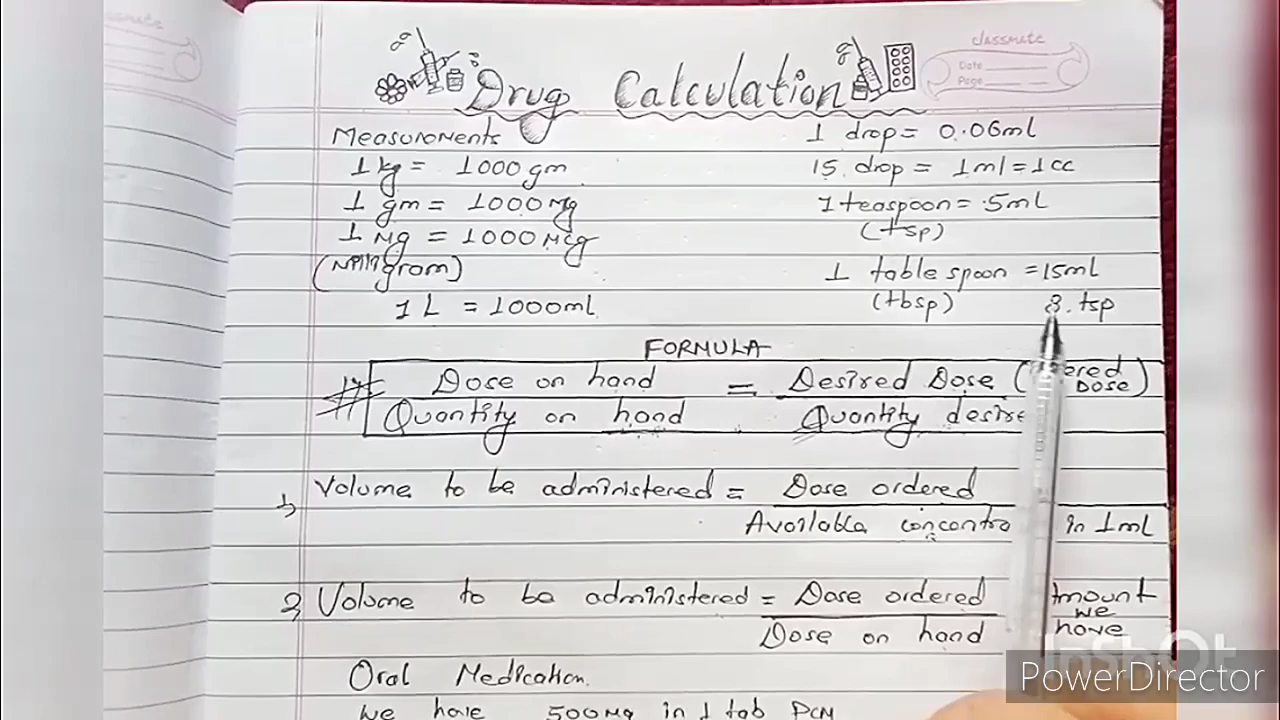 classmate
classmate
Date
Page
Drug Calculation
Measurements
1 kg = 1000 gm
1 gm = 1000 Mg
1 Mg = 1000 Mcg
1 L = 1000ml
1 drop = 0.06ml
15. drop = 1ml = 1cc
1 teaspoon = .5ml
(tsp)
1 table spoon = 15ml
(tbsp) 3. tsp
FORMULA
Dose on hand = Desired Dose ( Dose)
Quantity on hand Quantity
1, Volume to be administered = Dose ordered
Available in 1ml
2, Volume to be administered = Dose ordered
we
Dose on hand have
Oral Medication.
we have 500Mg in 1 tab PCM
PowerDirector